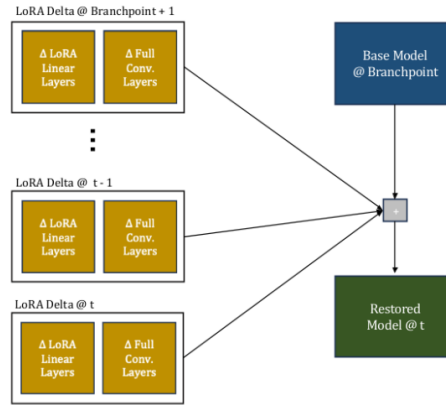 LoRA Delta @ Branchpoint + 1
Δ LoRA
Linear
Layers
Δ Full
Conv.
Layers
Base Model
@ Branchpoint
LoRA Delta @ t - 1
Δ LoRA
Linear
Layers
Δ Full
Conv.
Layers
+
LoRA Delta @ t
Δ LoRA
Linear
Layers
Δ Full
Conv.
Layers
Restored
Model @ t